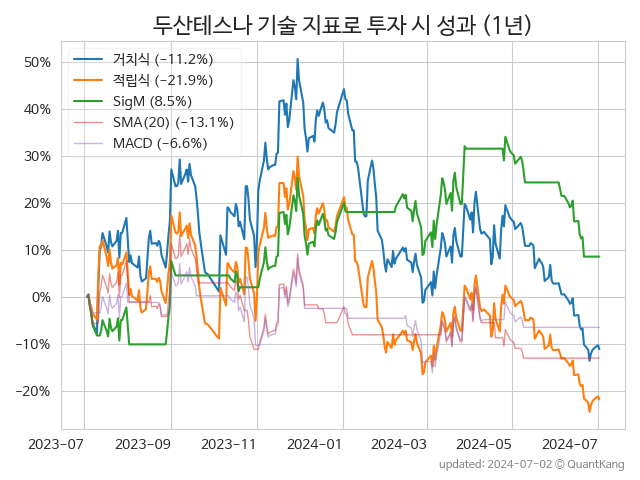 두산테스나 기술 지표로 투자 시 성과 (1년)
거치식 (−11.2%)
적립식 (−21.9%)
SigM (8.5%)
SMA(20) (−13.1%)
MACD (−6.6%)
50%
40%
30%
20%
10%
0%
−10%
−20%
2023-07 2023-09 2023-11 2024-01 2024-03 2024-05 2024-07
updated: 2024-07-02 © QuantKang